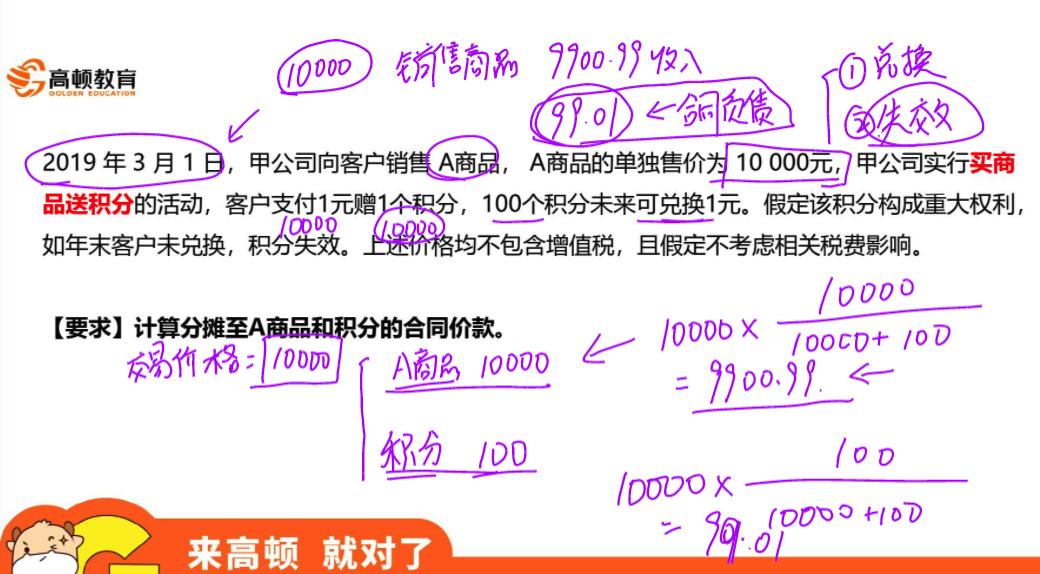 10000 销售商品 9900.99收入 ①兑换
99.01 ←合同负债 ②失效
高顿教育
GOLDEN EDUCATION
2019 年 3 月 1 日，甲公司向客户销售 A商品， A商品的单独售价为 10 000元，甲公司实行买商
品送积分的活动，客户支付1元赠1个积分，100个积分未来可兑换1元。假定该积分构成重大权利，
10000 10000
如年末客户未兑换，积分失效。上述价格均不包含增值税，且假定不考虑相关税费影响。
【要求】计算分摊至A商品和积分的合同价款。
交易价格=10000
A商品 10000
积分 100
10000
10000×
10000+100
=9900.99
100
10000×
10000+100
=99.01
来高顿 就对了